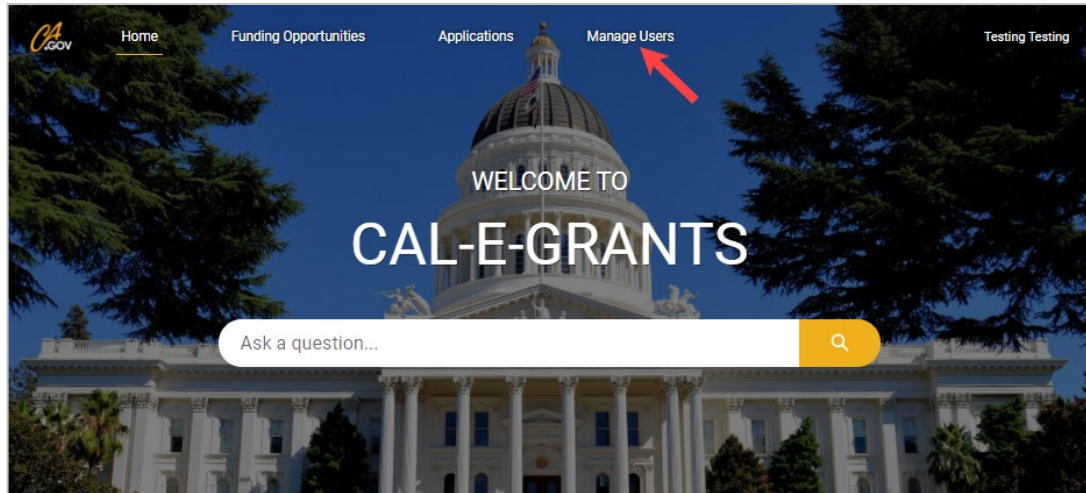 CA.GOV
Home Funding Opportunities Applications Manage Users Testing Testing
WELCOME TO
CAL-E-GRANTS
Ask a question...